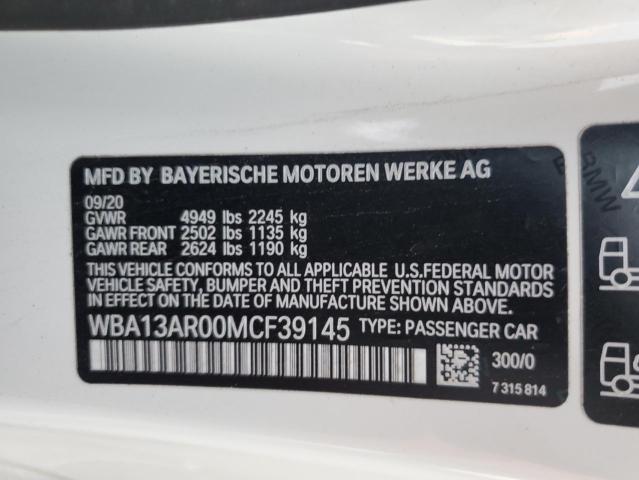 MFD BY BAYERISCHE MOTOREN WERKE AG
09/20
GVWR 4949 lbs 2245 kg
GAWR FRONT 2502 lbs 1135 kg
GAWR REAR 2624 lbs 1190 kg
THIS VEHICLE CONFORMS TO ALL APPLICABLE U.S.FEDERAL MOTOR
VEHICLE SAFETY, BUMPER AND THEFT PREVENTION STANDARDS
IN EFFECT ON THE DATE OF MANUFACTURE SHOWN ABOVE.
WBA13AR00MCF39145 TYPE: PASSENGER CAR
300/0
7 315 814
BMW